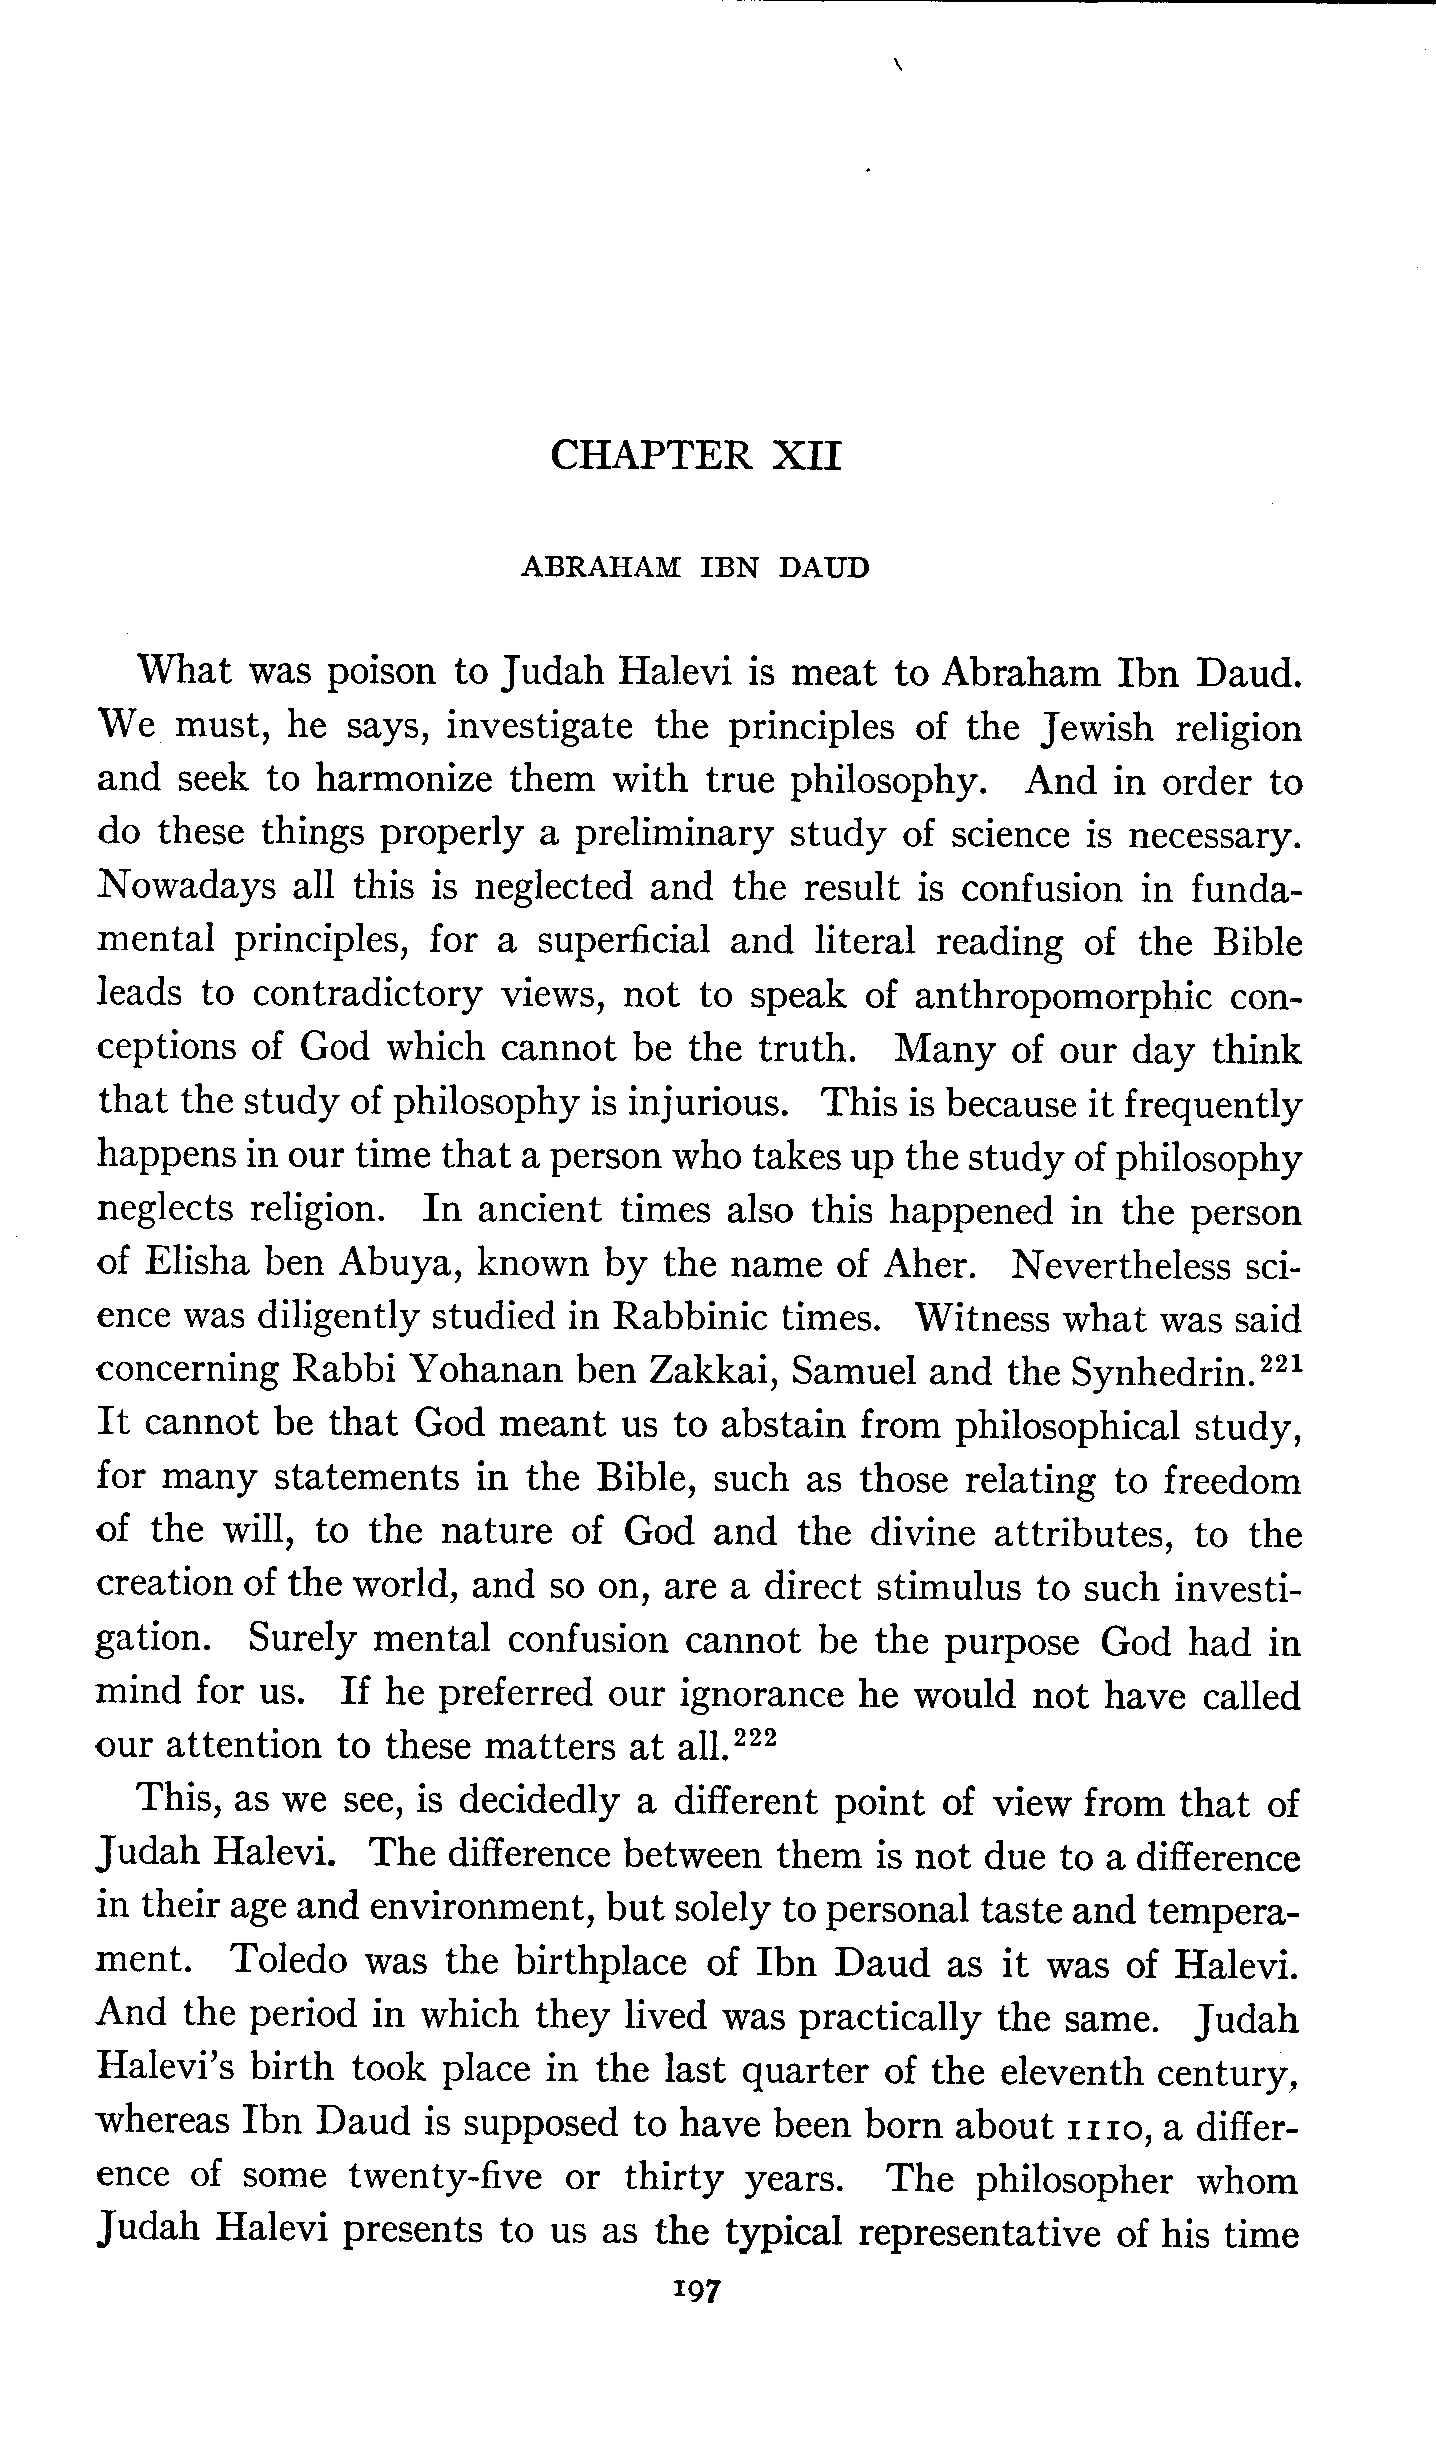 CHAPTER XII
ABRAHAM IBN DAUD
What was poison to Judah Halevi is meat to Abraham Ibn Daud.
We must, he says, investigate the principles of the Jewish religion
and seek to harmonize them with true philosophy. And in order to
do these things properly a preliminary study of science is necessary.
Nowadays all this is neglected and the result is confusion in funda-
mental principles, for a superficial and literal reading of the Bible
leads to contradictory views, not to speak of anthropomorphic con-
ceptions of God which cannot be the truth. Many of our day think
that the study of philosophy is injurious. This is because it frequently
happens in our time that a person who takes up the study of philosophy
neglects religion. In ancient times also this happened in the person
of Elisha ben Abuya, known by the name of Aher. Nevertheless sci-
ence was diligently studied in Rabbinic times. Witness what was said
concerning Rabbi Yohanan ben Zakkai, Samuel and the Synhedrin.²²¹
It cannot be that God meant us to abstain from philosophical study,
for many statements in the Bible, such as those relating to freedom
of the will, to the nature of God and the divine attributes, to the
creation of the world, and so on, are a direct stimulus to such investi-
gation. Surely mental confusion cannot be the purpose God had in
mind for us. If he preferred our ignorance he would not have called
our attention to these matters at all.²²²
This, as we see, is decidedly a different point of view from that of
Judah Halevi. The difference between them is not due to a difference
in their age and environment, but solely to personal taste and tempera-
ment. Toledo was the birthplace of Ibn Daud as it was of Halevi.
And the period in which they lived was practically the same. Judah
Halevi's birth took place in the last quarter of the eleventh century,
whereas Ibn Daud is supposed to have been born about 1110, a differ-
ence of some twenty-five or thirty years. The philosopher whom
Judah Halevi presents to us as the typical representative of his time
197